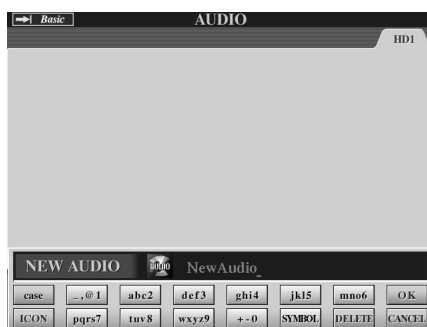 Basic AUDIO
HD1
NEW AUDIO AUDIO NewAudio_
case _,@1 abc2 def3 ghi4 jkl5 mno6 OK
ICON pqrs7 tuv8 wxyz9 +-0 SYMBOL DELETE CANCEL